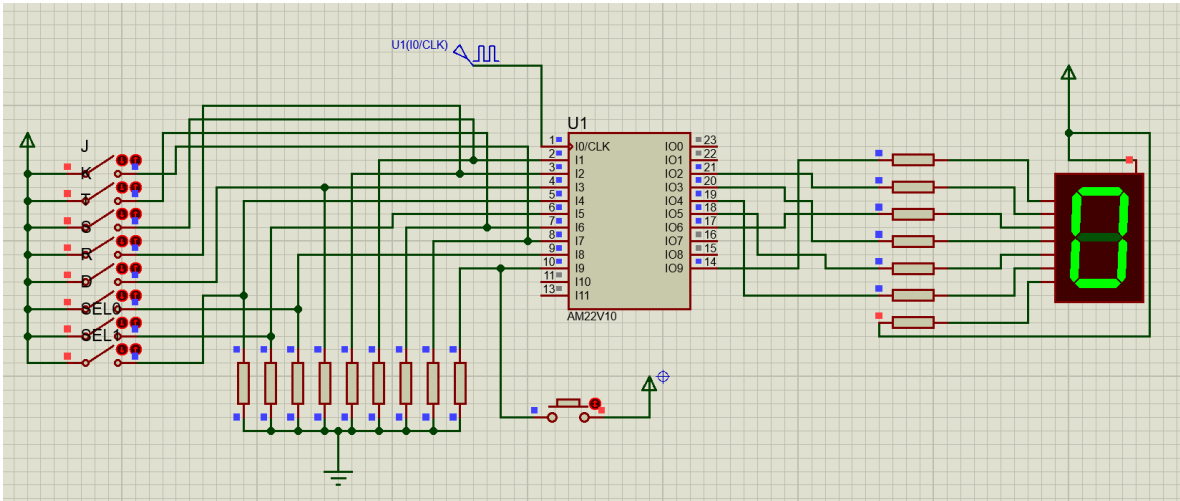 U1(I0/CLK)
J
K
T
S
R
D
SEL0
SEL1
U1
1
2
3
4
5
6
7
8
9
10
11
13
I0/CLK
I1
I2
I3
I4
I5
I6
I7
I8
I9
I10
I11
IO0
IO1
IO2
IO3
IO4
IO5
IO6
IO7
IO8
IO9
23
22
21
20
19
18
17
16
15
14
AM22V10